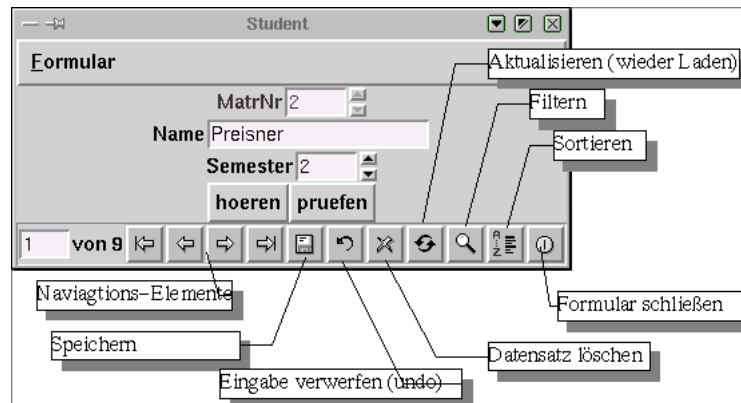 Student
Formular
Aktualisieren (wieder Laden)
MatrNr 2
Filtern
Name Preisner
Sortieren
Semester 2
hoeren pruefen
1 von 9
A Z
Naviagtions-Elemente
Formular schließen
Speichern
Datensatz löschen
Eingabe verwerfen (undo)